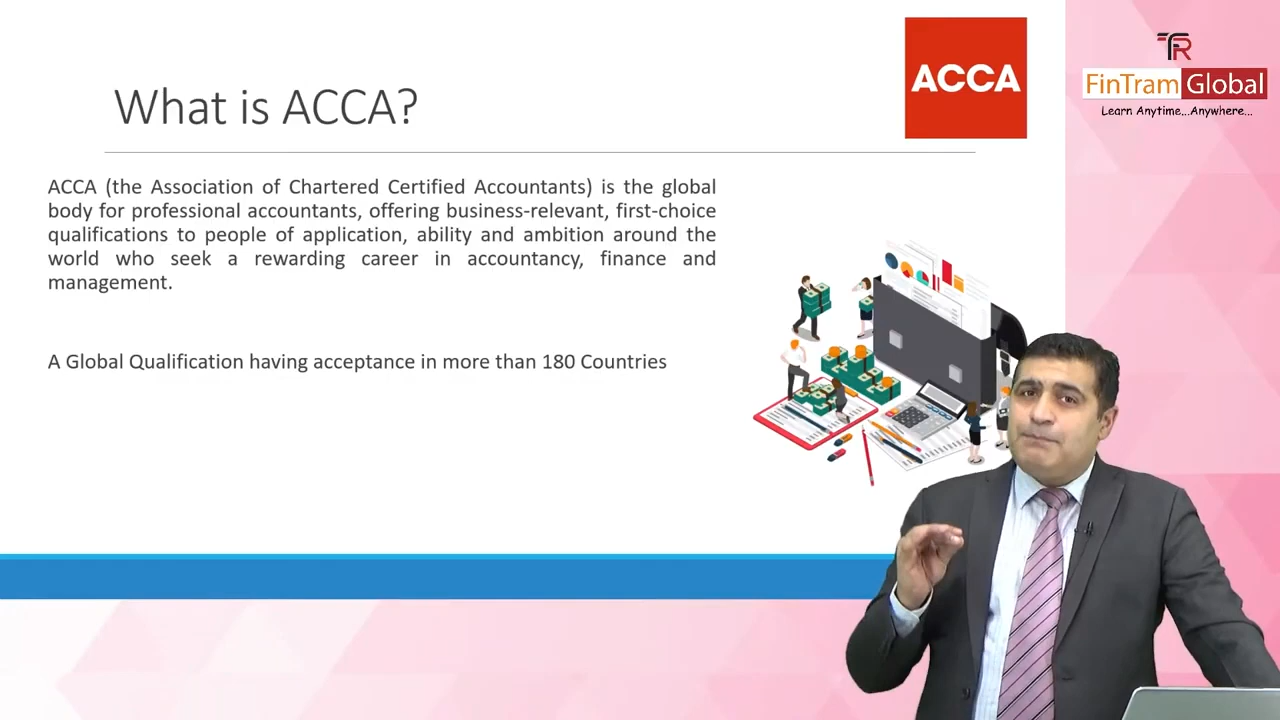 What is ACCA?
ACCA
FinTram Global
Learn Anytime...Anywhere...
ACCA (the Association of Chartered Certified Accountants) is the global
body for professional accountants, offering business-relevant, first-choice
qualifications to people of application, ability and ambition around the
world who seek a rewarding career in accountancy, finance and
management.
A Global Qualification having acceptance in more than 180 Countries